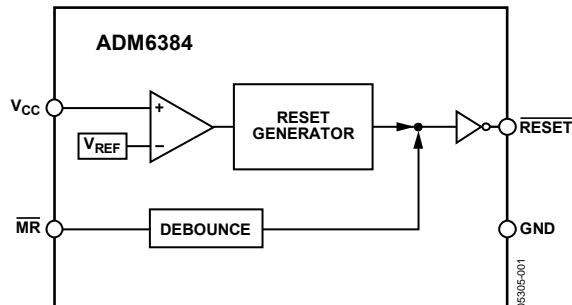 ADM6384
VCC
+
VREF
−
RESET
GENERATOR
RESET
MR
DEBOUNCE
GND
05305-001